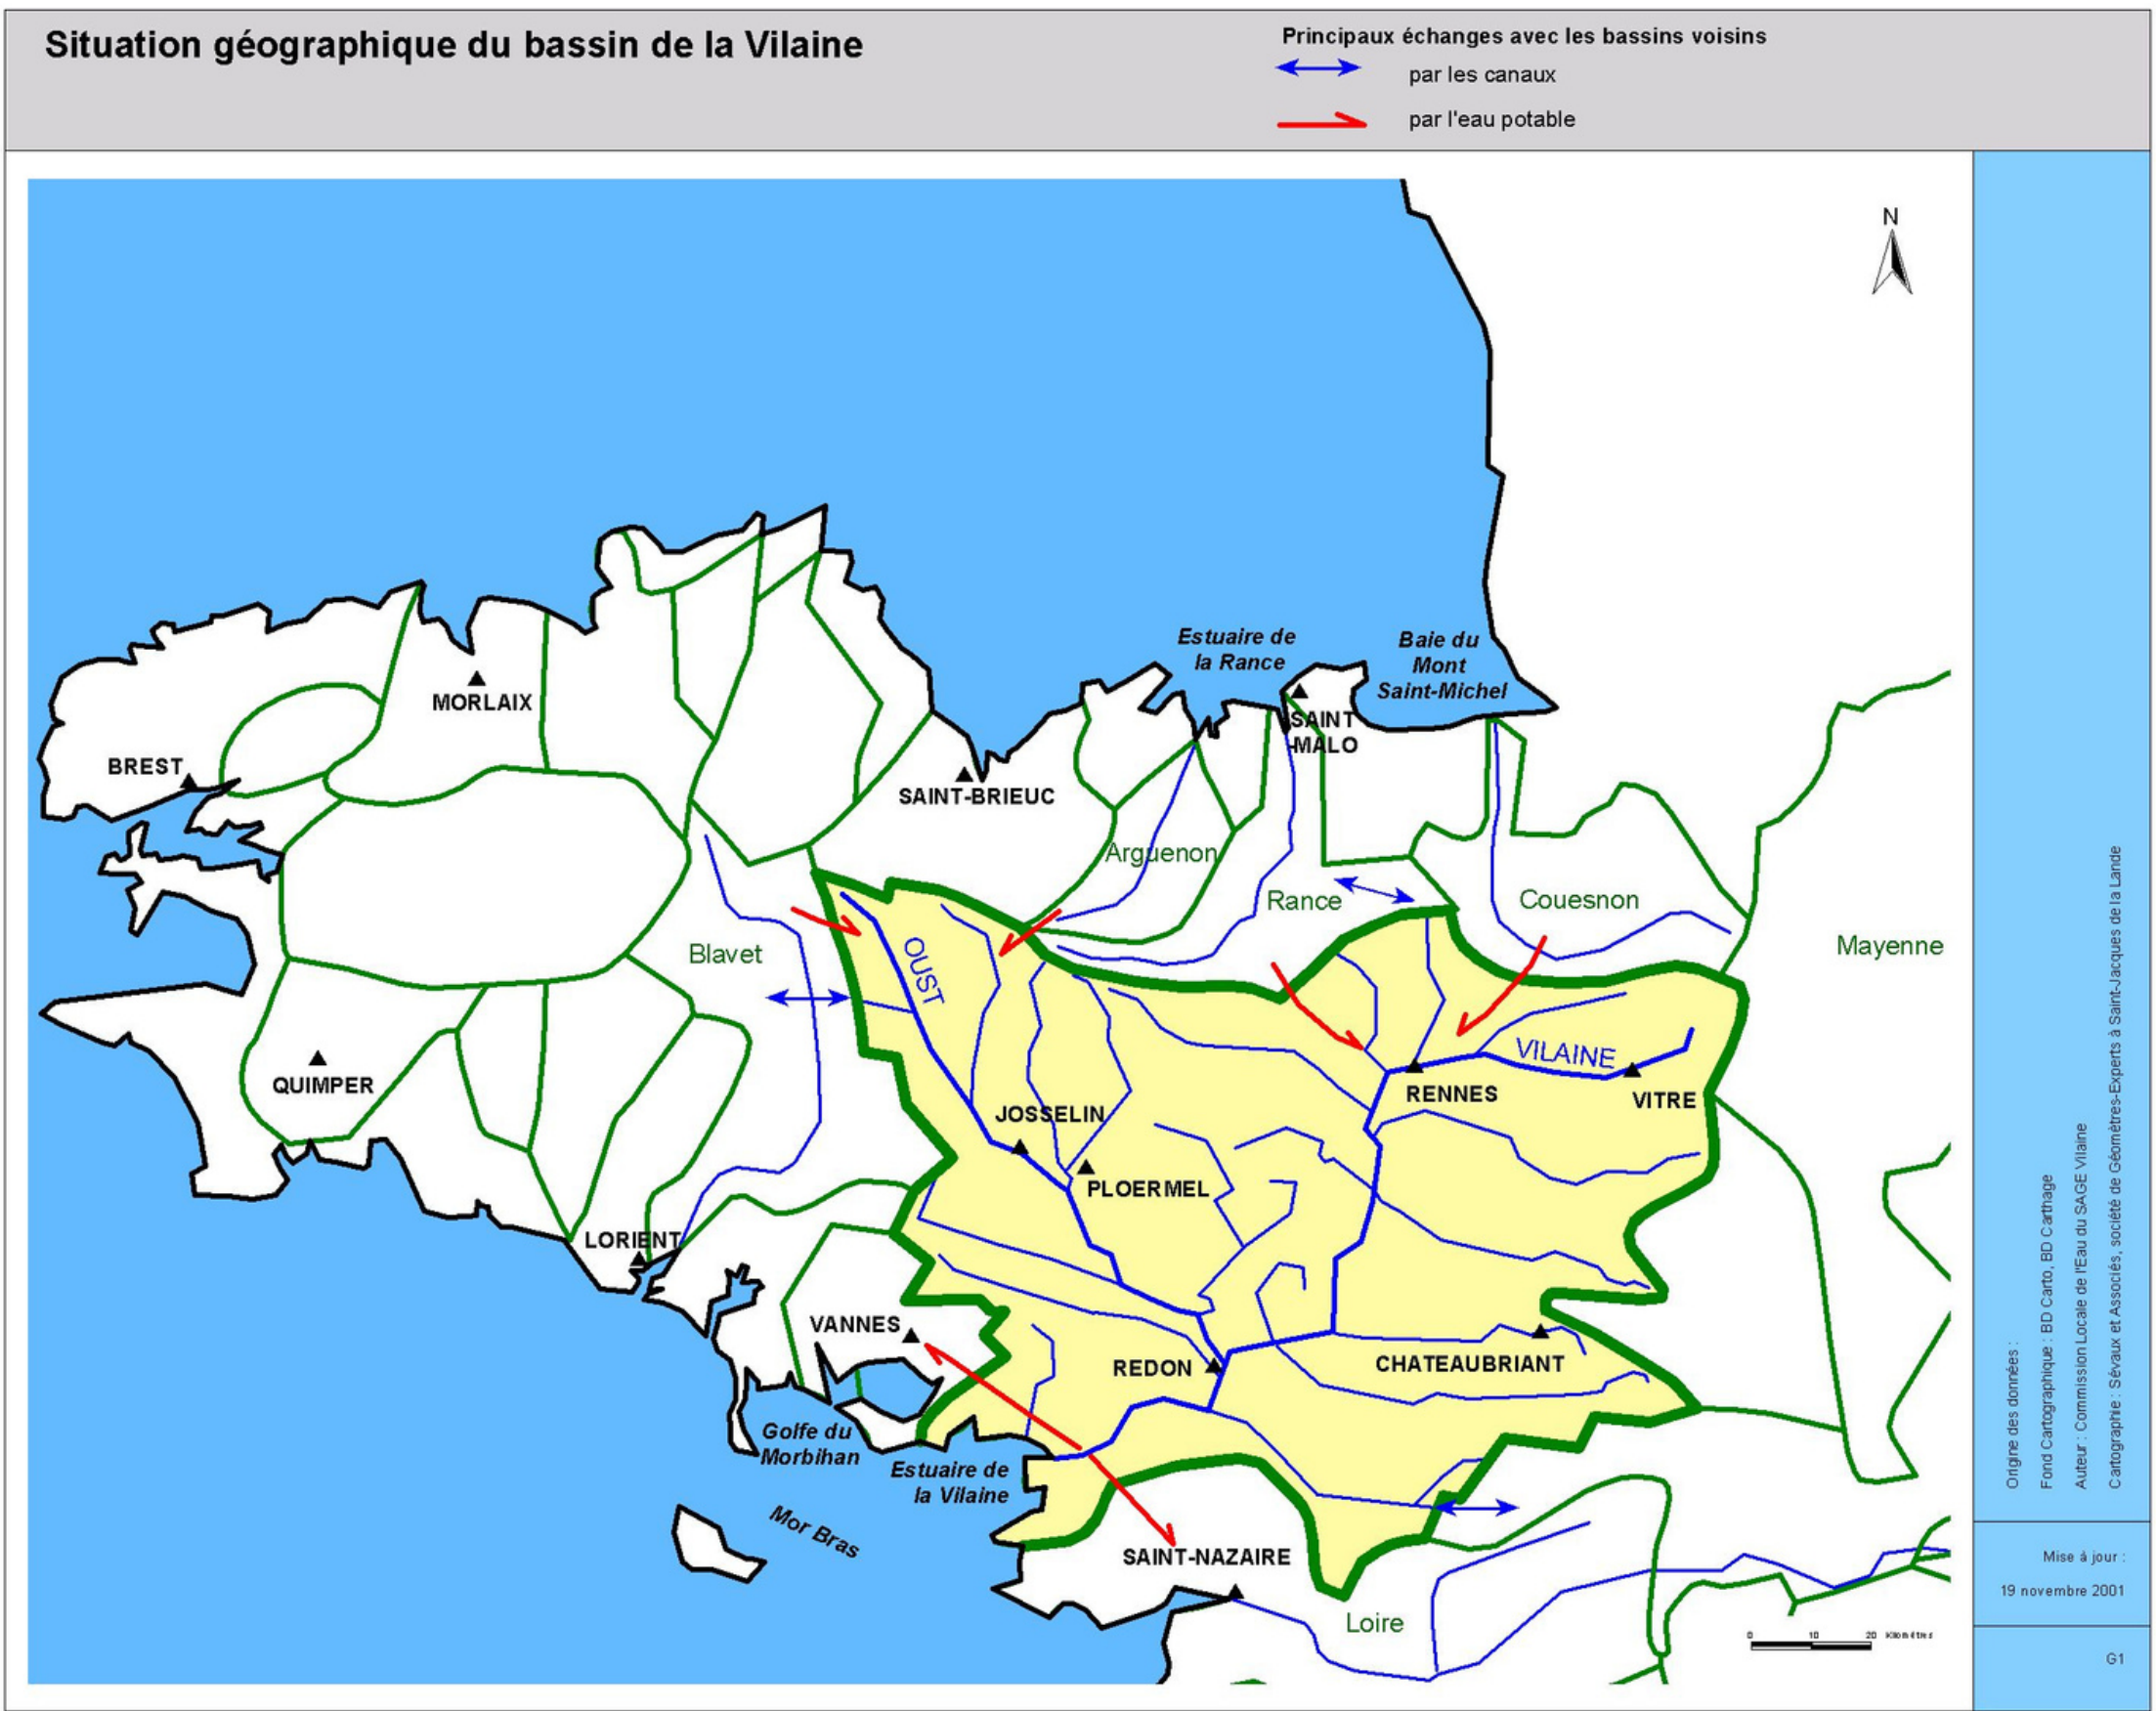 Situation géographique du bassin de la Vilaine
Principaux échanges avec les bassins voisins
par les canaux
par l'eau potable
N
Estuaire de
la Rance
Baie du
Mont
Saint-Michel
MORLAIX
SAINT
-MALO
BREST
SAINT-BRIEUC
Arguenon
Rance
Couesnon
Mayenne
Blavet
OUST
VILAINE
QUIMPER
RENNES
VITRE
JOSSELIN
PLOERMEL
LORIENT
VANNES
REDON
CHATEAUBRIANT
Golfe du
Morbihan
Estuaire de
la Vilaine
Mor Bras
SAINT-NAZAIRE
Loire
0 10 20 Kilomètres
Origine des données :
Fond Cartographique : BD Carto, BD Carthage
Auteur : Commission Locale de l'Eau du SAGE Vilaine
Cartographie : Sévaux et Associés, société de Géomètres-Experts à Saint-Jacques de la Lande
Mise à jour :
19 novembre 2001
G1